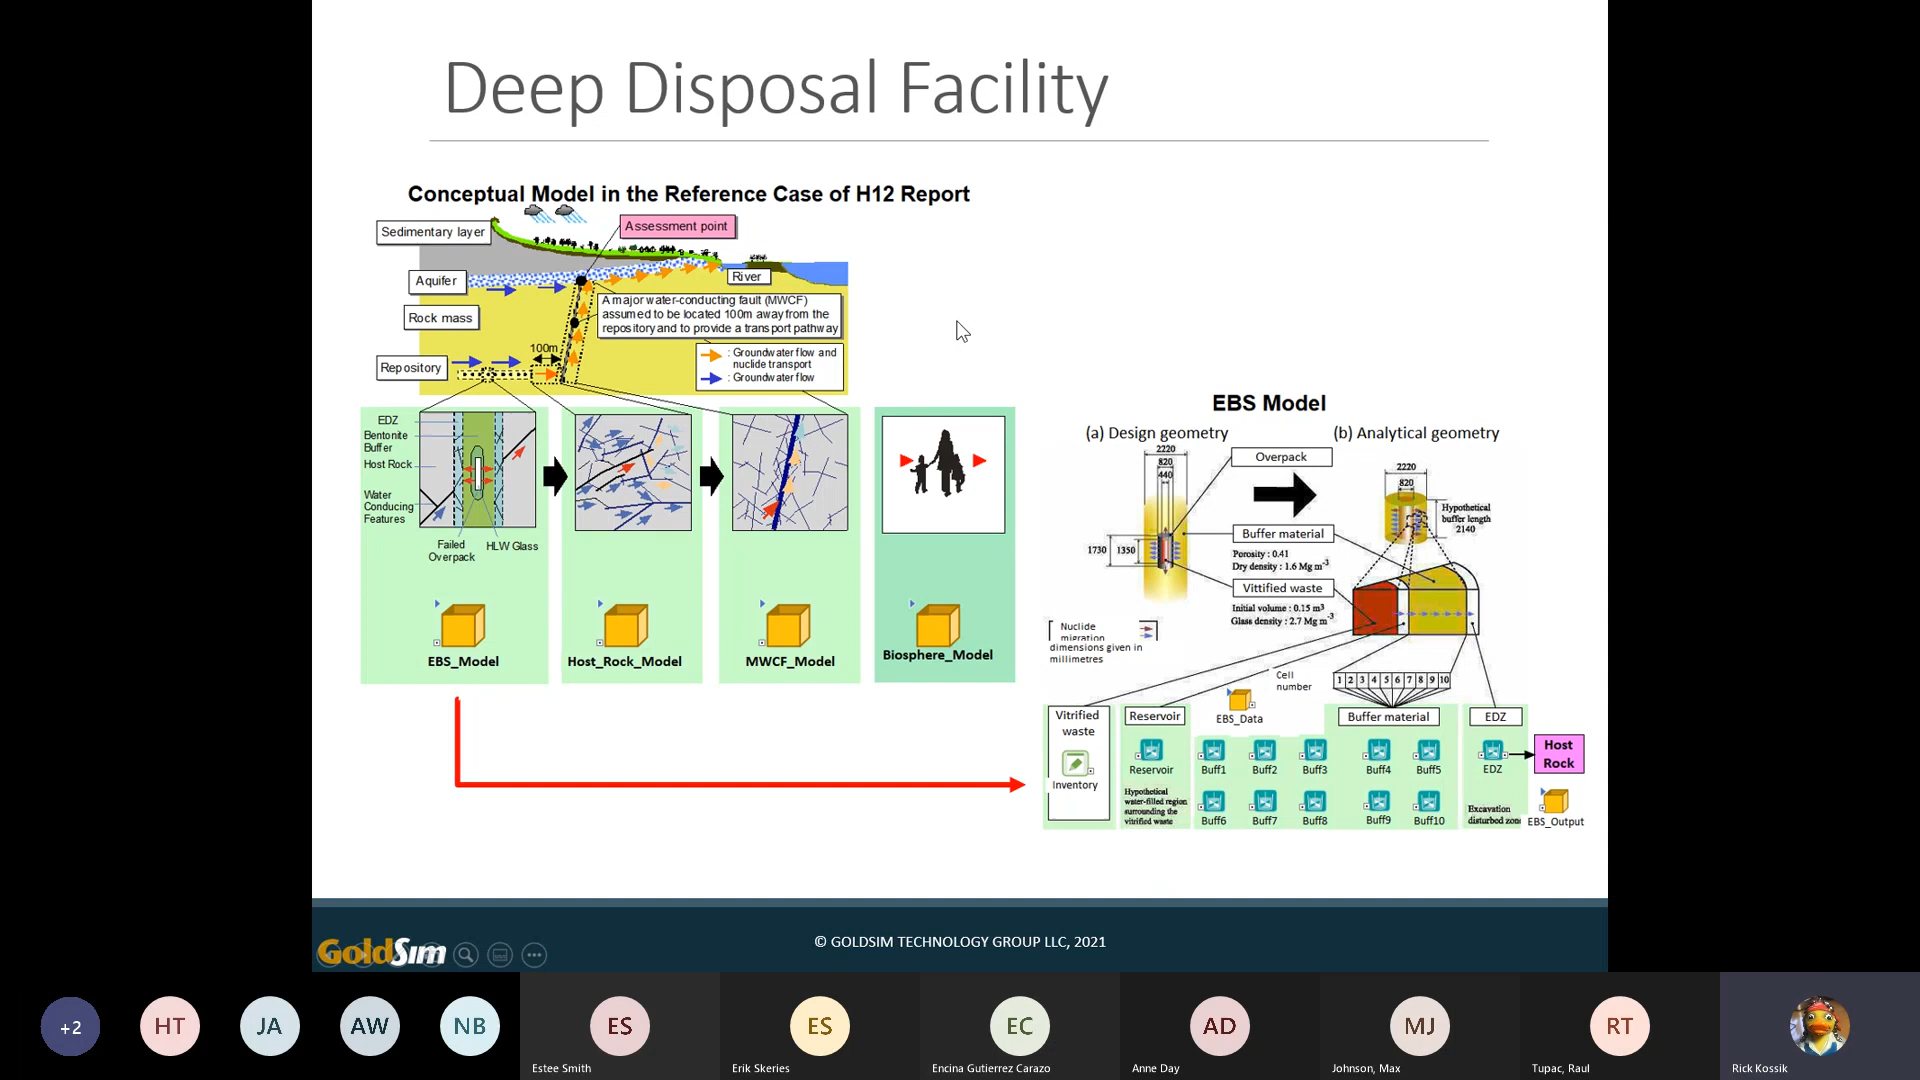 Deep Disposal Facility
Conceptual Model in the Reference Case of H12 Report
Sedimentary layer
Assessment point
Aquifer
River
Rock mass
A major water-conducting fault (MWCF)
assumed to be located 100m away from the
repository and to provide a transport pathway
100m
: Groundwater flow and
nuclide transport
: Groundwater flow
Repository
EDZ
Bentonite
Buffer
Host Rock
Water
Conducting
Features
Failed
Overpack
HLW Glass
EBS_Model
Host_Rock_Model
MWCF_Model
Biosphere_Model
EBS Model
(a) Design geometry
(b) Analytical geometry
2220
820
440
Overpack
2220
820
Hypothetical
buffer length
2140
1730
1350
Buffer material
Porosity : 0.41
Dry density : 1.6 Mg m-3
Vittified waste
Initial volume : 0.15 m3
Glass density : 2.7 Mg m-3
Nuclide
migration
dimensions given in
millimetres
Cell
number
1 2 3 4 5 6 7 8 9 10
EBS_Data
Vitrified
waste
Reservoir
Buffer material
EDZ
Inventory
Reservoir
Hypothetical
water-filled region
surrounding the
vitrified waste
Buff1
Buff2
Buff3
Buff4
Buff5
Buff6
Buff7
Buff8
Buff9
Buff10
EDZ
Excavation
disturbed zone
Host
Rock
EBS_Output
GoldSim
© GOLDSIM TECHNOLOGY GROUP LLC, 2021
+2
HT
JA
AW
NB
ES
Estee Smith
ES
Erik Skeries
EC
Encina Gutierrez Carazo
AD
Anne Day
MJ
Johnson, Max
RT
Tupac, Raul
Rick Kossik